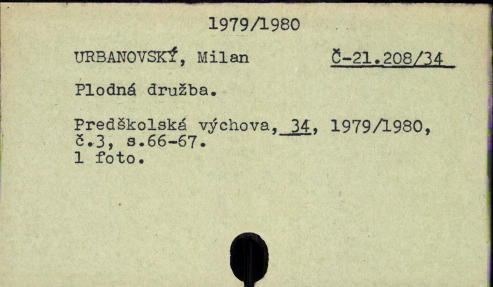 1979/1980
URBANOVSKÝ, Milan Č-21.208/34
Plodná družba.
Predškolská výchova, 34, 1979/1980,
č.3, s.66-67.
1 foto.